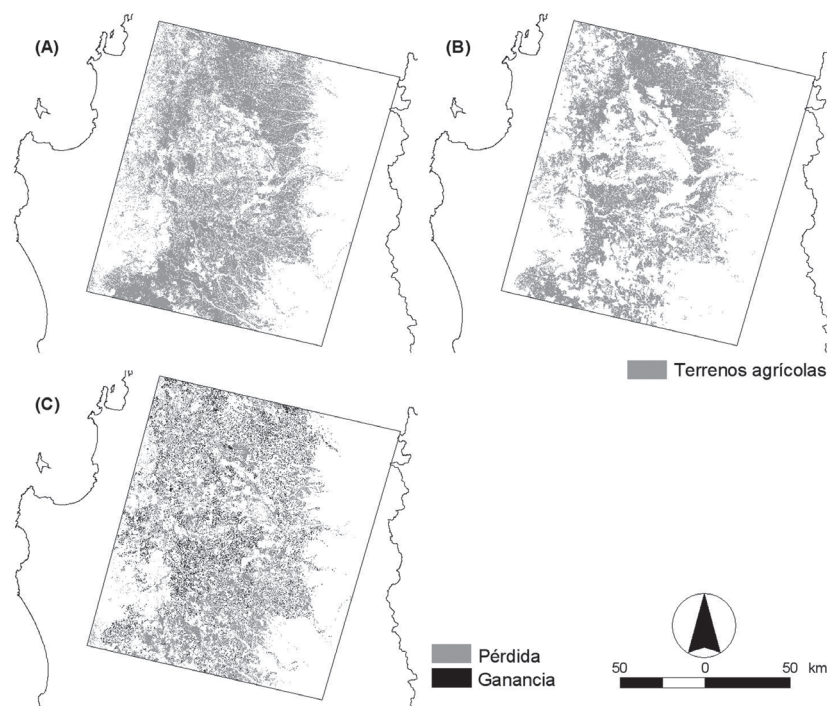 (A)
(B)
Terrenos agrícolas
(C)
Pérdida
Ganancia
50 0 50 km